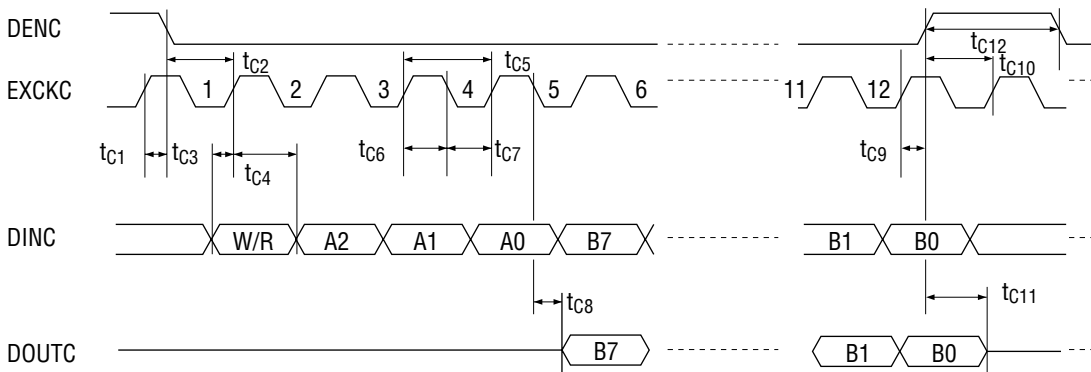 DENC
tC2
tC5
tC12
tC10
EXCKC
1 2 3 4 5 6 11 12
tC1 tC3 tC4 tC6 tC7 tC9
DINC
W/R A2 A1 A0 B7 B1 B0
tC8
tC11
DOUTC
B7 B1 B0